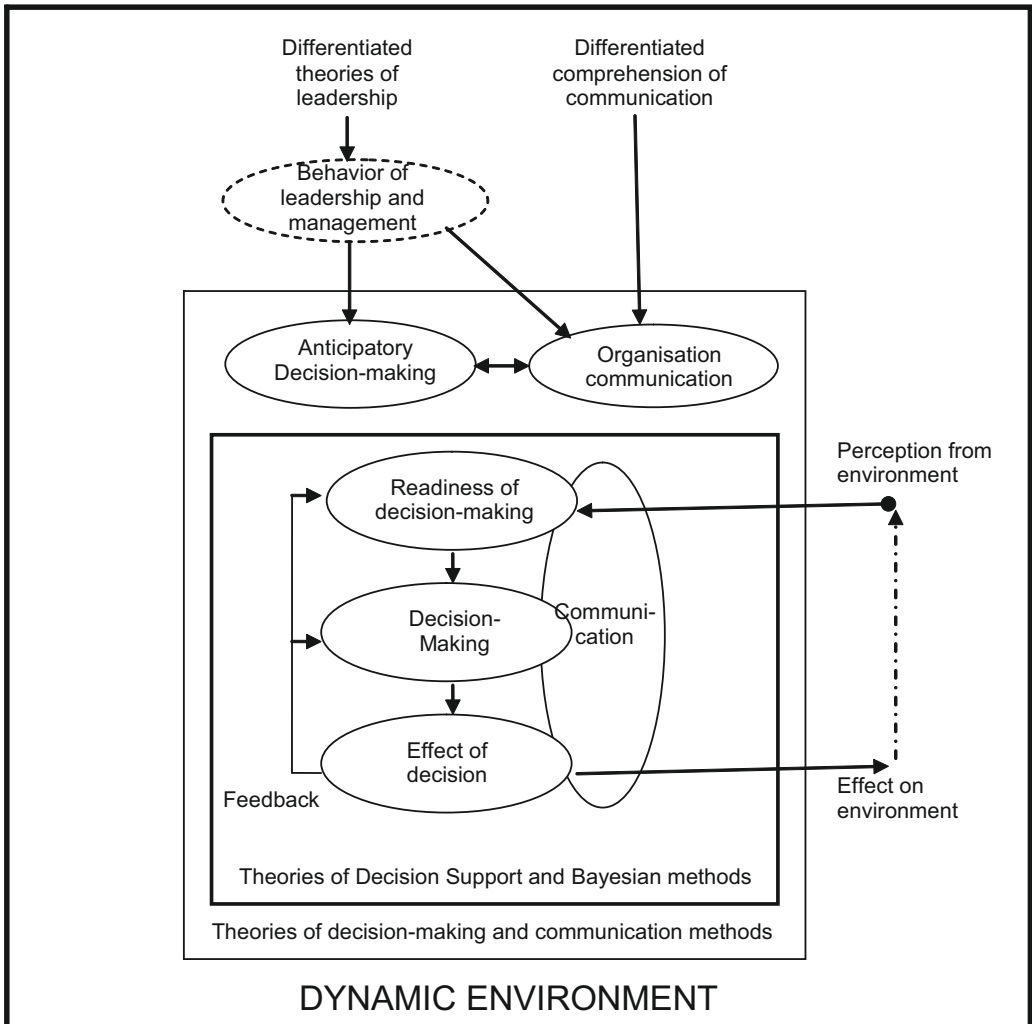 Differentiated
theories of
leadership
Differentiated
comprehension of
communication
Behavior of
leadership and
management
Anticipatory
Decision-making
Organisation
communication
Perception from
environment
Readiness of
decision-making
Decision-
Making
Communi-
cation
Effect of
decision
Feedback
Effect on
environment
Theories of Decision Support and Bayesian methods
Theories of decision-making and communication methods
DYNAMIC ENVIRONMENT